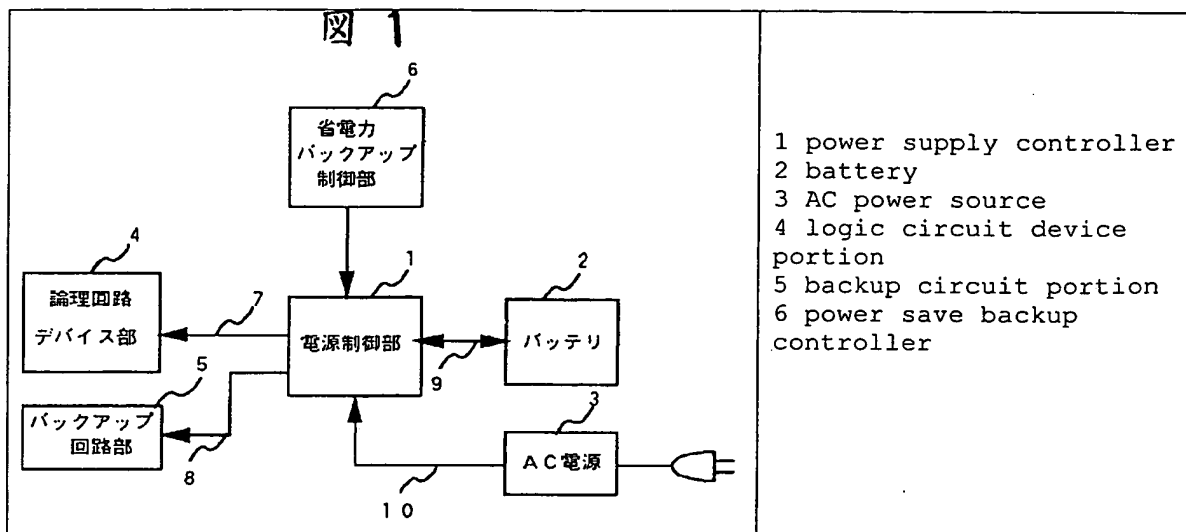 図 1
6
省電力
バックアップ
制御部
4
論理回路
デバイス部
7
1
電源制御部
2
バッテリ
9
5
バックアップ
回路部
8
3
AC電源
10
1 power supply controller
2 battery
3 AC power source
4 logic circuit device
portion
5 backup circuit portion
6 power save backup
controller